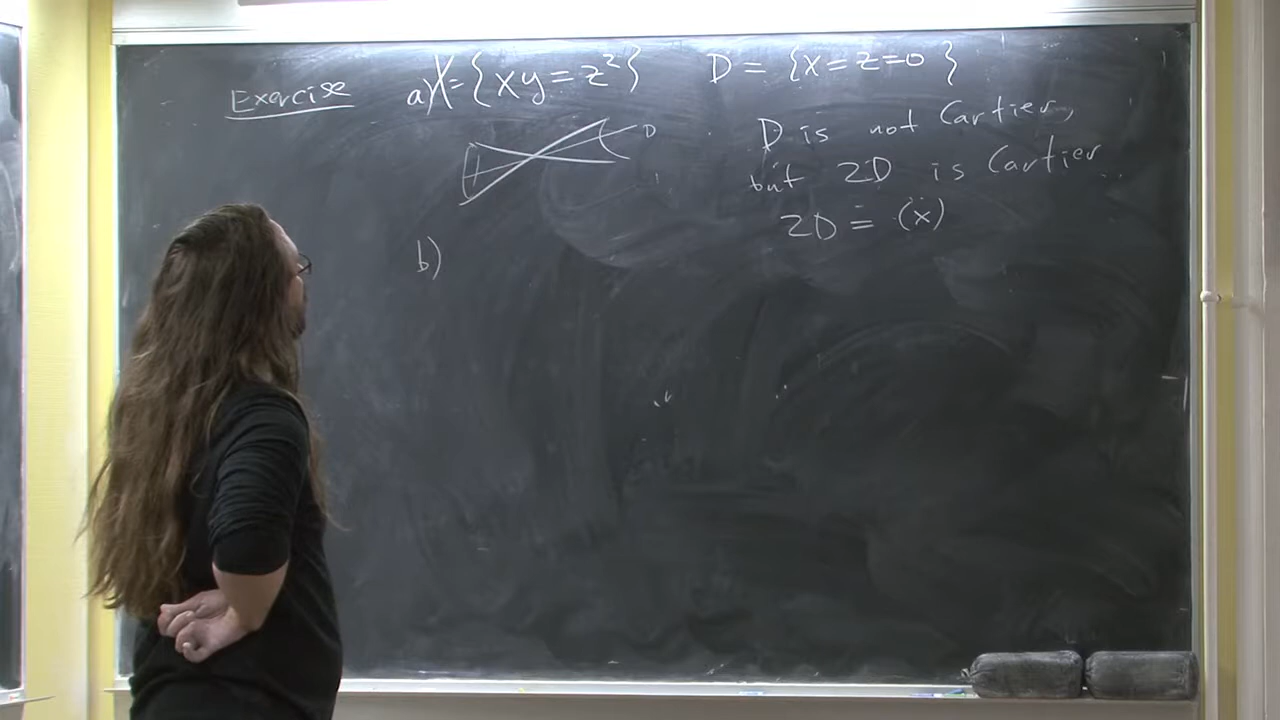 Exercise a) X = {xy = z²} D = {x = z = 0}
D
D is not Cartier,
but 2D is Cartier
2D = (x)
b)